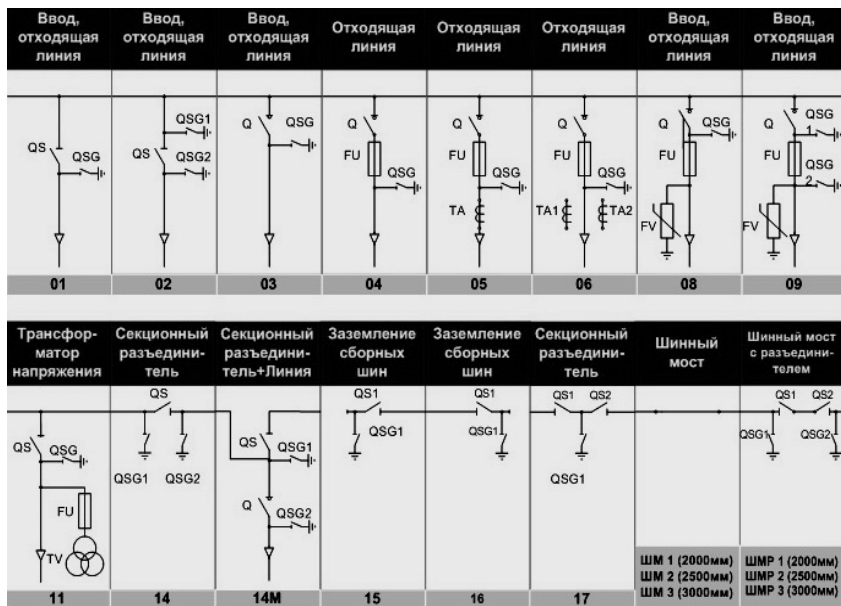 Ввод, отходящая линия
Ввод, отходящая линия
Ввод, отходящая линия
Отходящая линия
Отходящая линия
Отходящая линия
Ввод, отходящая линия
Ввод, отходящая линия
QS
QSG
QSG1
QS
QSG2
Q
QSG
Q
FU
QSG
Q
FU
QSG
TA
Q
FU
QSG
TA1
TA2
Q
QSG
FU
FV
Q
QSG
1
FU
QSG
2
FV
01
02
03
04
05
06
08
09
Трансфор-
матор
напряжения
Секционный
разъедини-
тель
Секционный
разъедини-
тель+Линия
Заземление
сборных
шин
Заземление
сборных
шин
Секционный
разъедини-
тель
Шинный
мост
Шинный мост
с разъедини-
телем
QS
QSG
FU
TV
QS
QSG1
QSG2
QS
QSG1
Q
QSG2
QS1
QSG1
QS1
QSG1
QS1
QS2
QSG1
QS1
QS2
QSG1
QSG2
ШМ 1 (2000мм)
ШМ 2 (2500мм)
ШМ 3 (3000мм)
ШМР 1 (2000мм)
ШМР 2 (2500мм)
ШМР 3 (3000мм)
11
14
14М
15
16
17